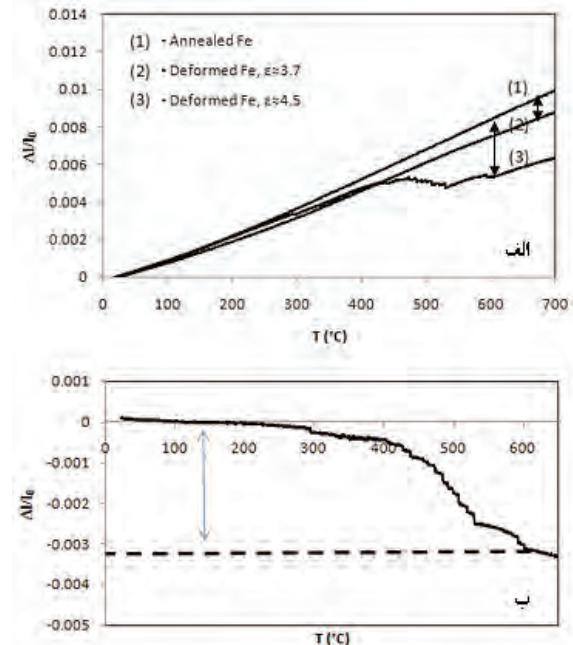 0.014
0.012
0.01
0.008
0.006
0.004
0.002
0
Δl/l₀
(1) - Annealed Fe
(2) - Deformed Fe, ε≈3.7
(3) - Deformed Fe, ε≈4.5
(1)
(2)
(3)
الف
0 100 200 300 400 500 600 700
T (°C)
0.001
0
-0.001
-0.002
-0.003
-0.004
-0.005
Δl/l₀
0 100 200 300 400 500 600
ب
T (°C)